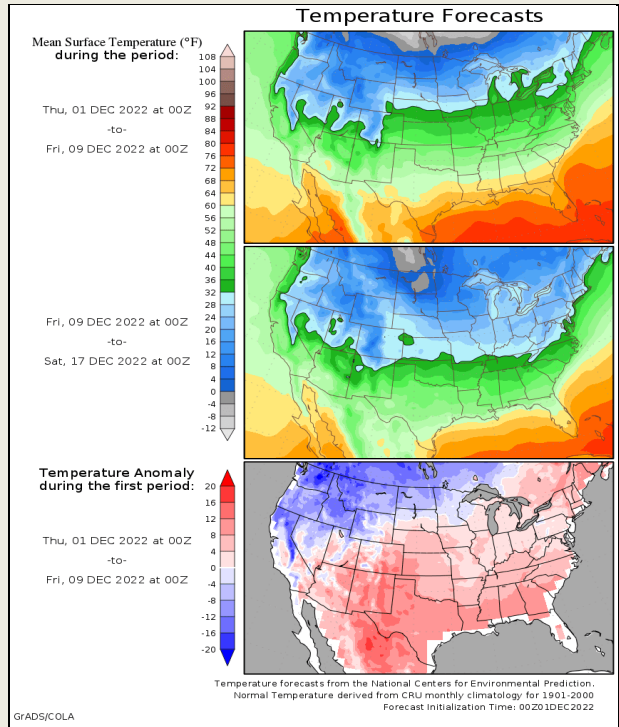 Temperature Forecasts
Mean Surface Temperature (°F)
during the period:
Thu, 01 DEC 2022 at 00Z
-to-
Fri, 09 DEC 2022 at 00Z
108
104
100
96
92
88
84
80
76
72
68
64
60
56
52
48
44
40
36
32
28
24
20
16
12
8
4
0
-4
-8
-12
Fri, 09 DEC 2022 at 00Z
-to-
Sat, 17 DEC 2022 at 00Z
Temperature Anomaly
during the first period:
Thu, 01 DEC 2022 at 00Z
-to-
Fri, 09 DEC 2022 at 00Z
20
16
12
8
4
0
-4
-8
-12
-16
-20
Temperature forecasts from the National Centers for Environmental Prediction.
Normal Temperature derived from CRU monthly climatology for 1901-2000
Forecast Initialization Time: 00Z01DEC2022
GrADS/COLA